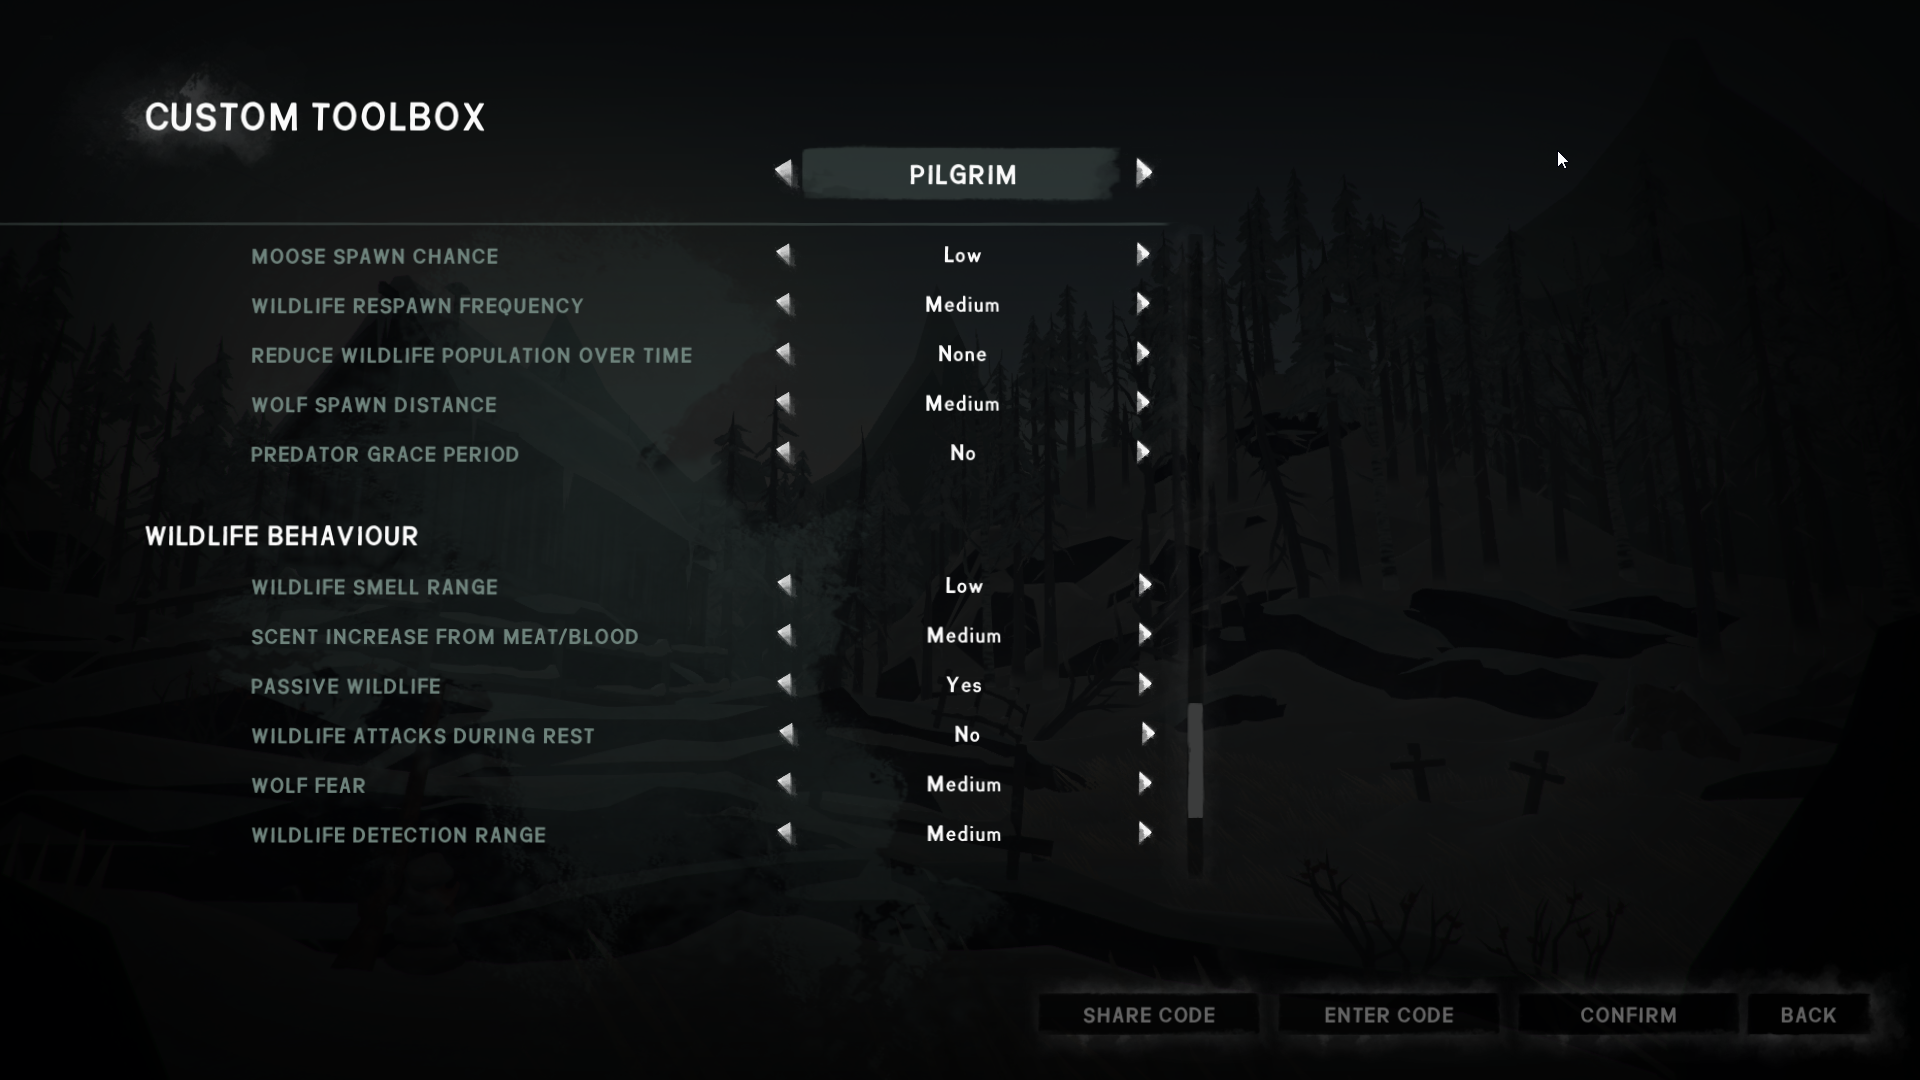 CUSTOM TOOLBOX
PILGRIM
MOOSE SPAWN CHANCE Low
WILDLIFE RESPAWN FREQUENCY Medium
REDUCE WILDLIFE POPULATION OVER TIME None
WOLF SPAWN DISTANCE Medium
PREDATOR GRACE PERIOD No
WILDLIFE BEHAVIOUR
WILDLIFE SMELL RANGE Low
SCENT INCREASE FROM MEAT/BLOOD Medium
PASSIVE WILDLIFE Yes
WILDLIFE ATTACKS DURING REST No
WOLF FEAR Medium
WILDLIFE DETECTION RANGE Medium
SHARE CODE ENTER CODE CONFIRM BACK